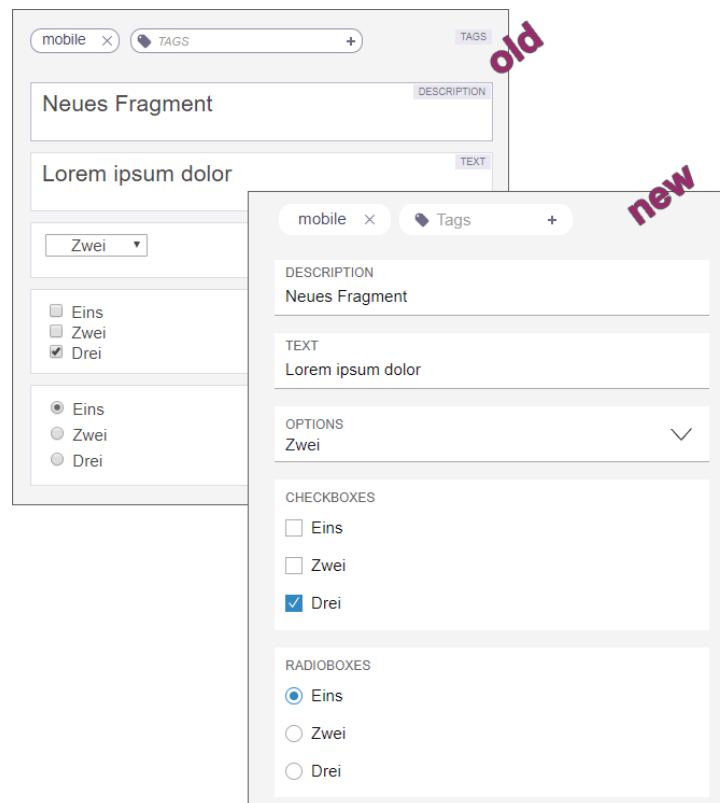 mobile
TAGS
TAGS
old
DESCRIPTION
Neues Fragment
TEXT
Lorem ipsum dolor
Zwei
Eins
Zwei
Drei
Eins
Zwei
Drei
new
mobile
Tags
DESCRIPTION
Neues Fragment
TEXT
Lorem ipsum dolor
OPTIONS
Zwei
CHECKBOXES
Eins
Zwei
Drei
RADIOBOXES
Eins
Zwei
Drei